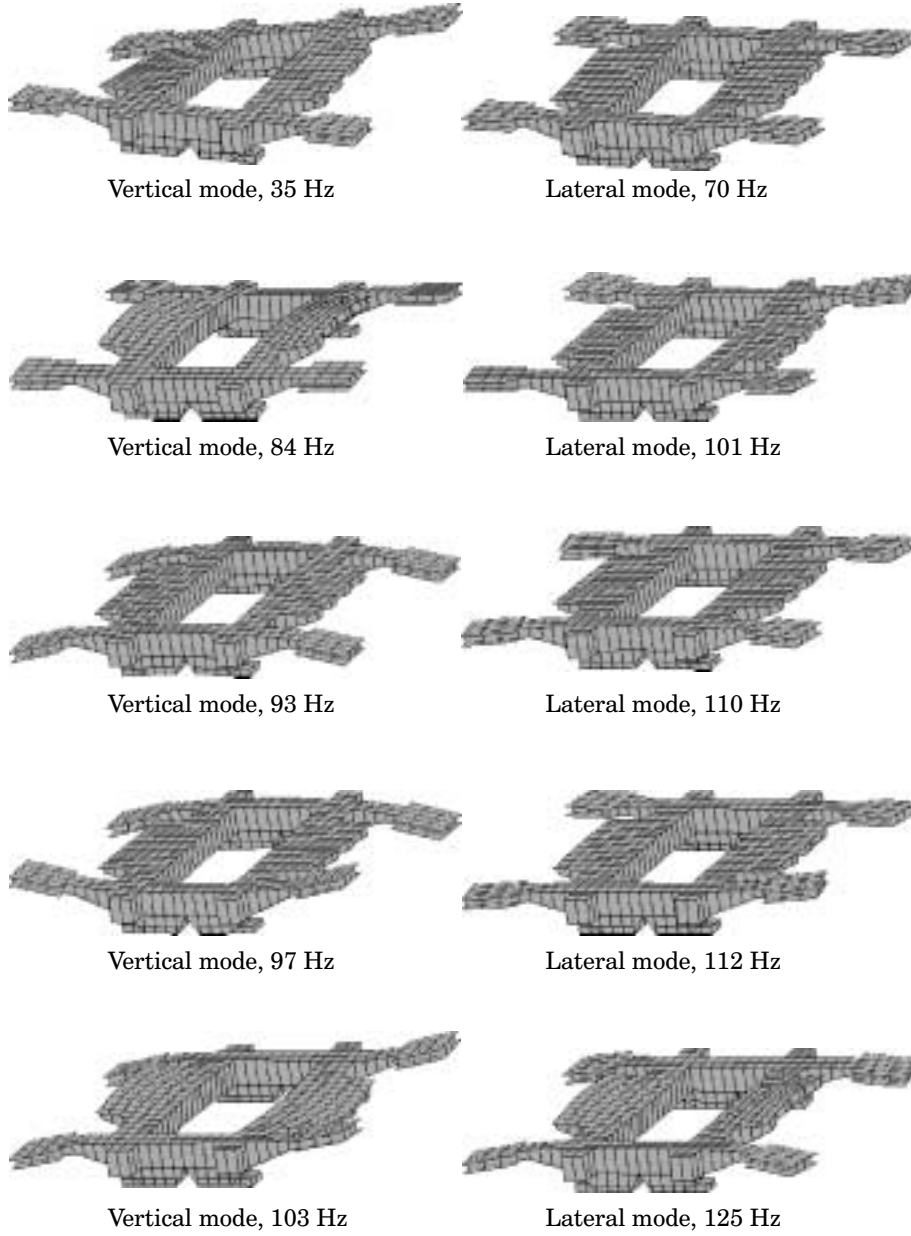 Vertical mode, 35 Hz
Lateral mode, 70 Hz
Vertical mode, 84 Hz
Lateral mode, 101 Hz
Vertical mode, 93 Hz
Lateral mode, 110 Hz
Vertical mode, 97 Hz
Lateral mode, 112 Hz
Vertical mode, 103 Hz
Lateral mode, 125 Hz